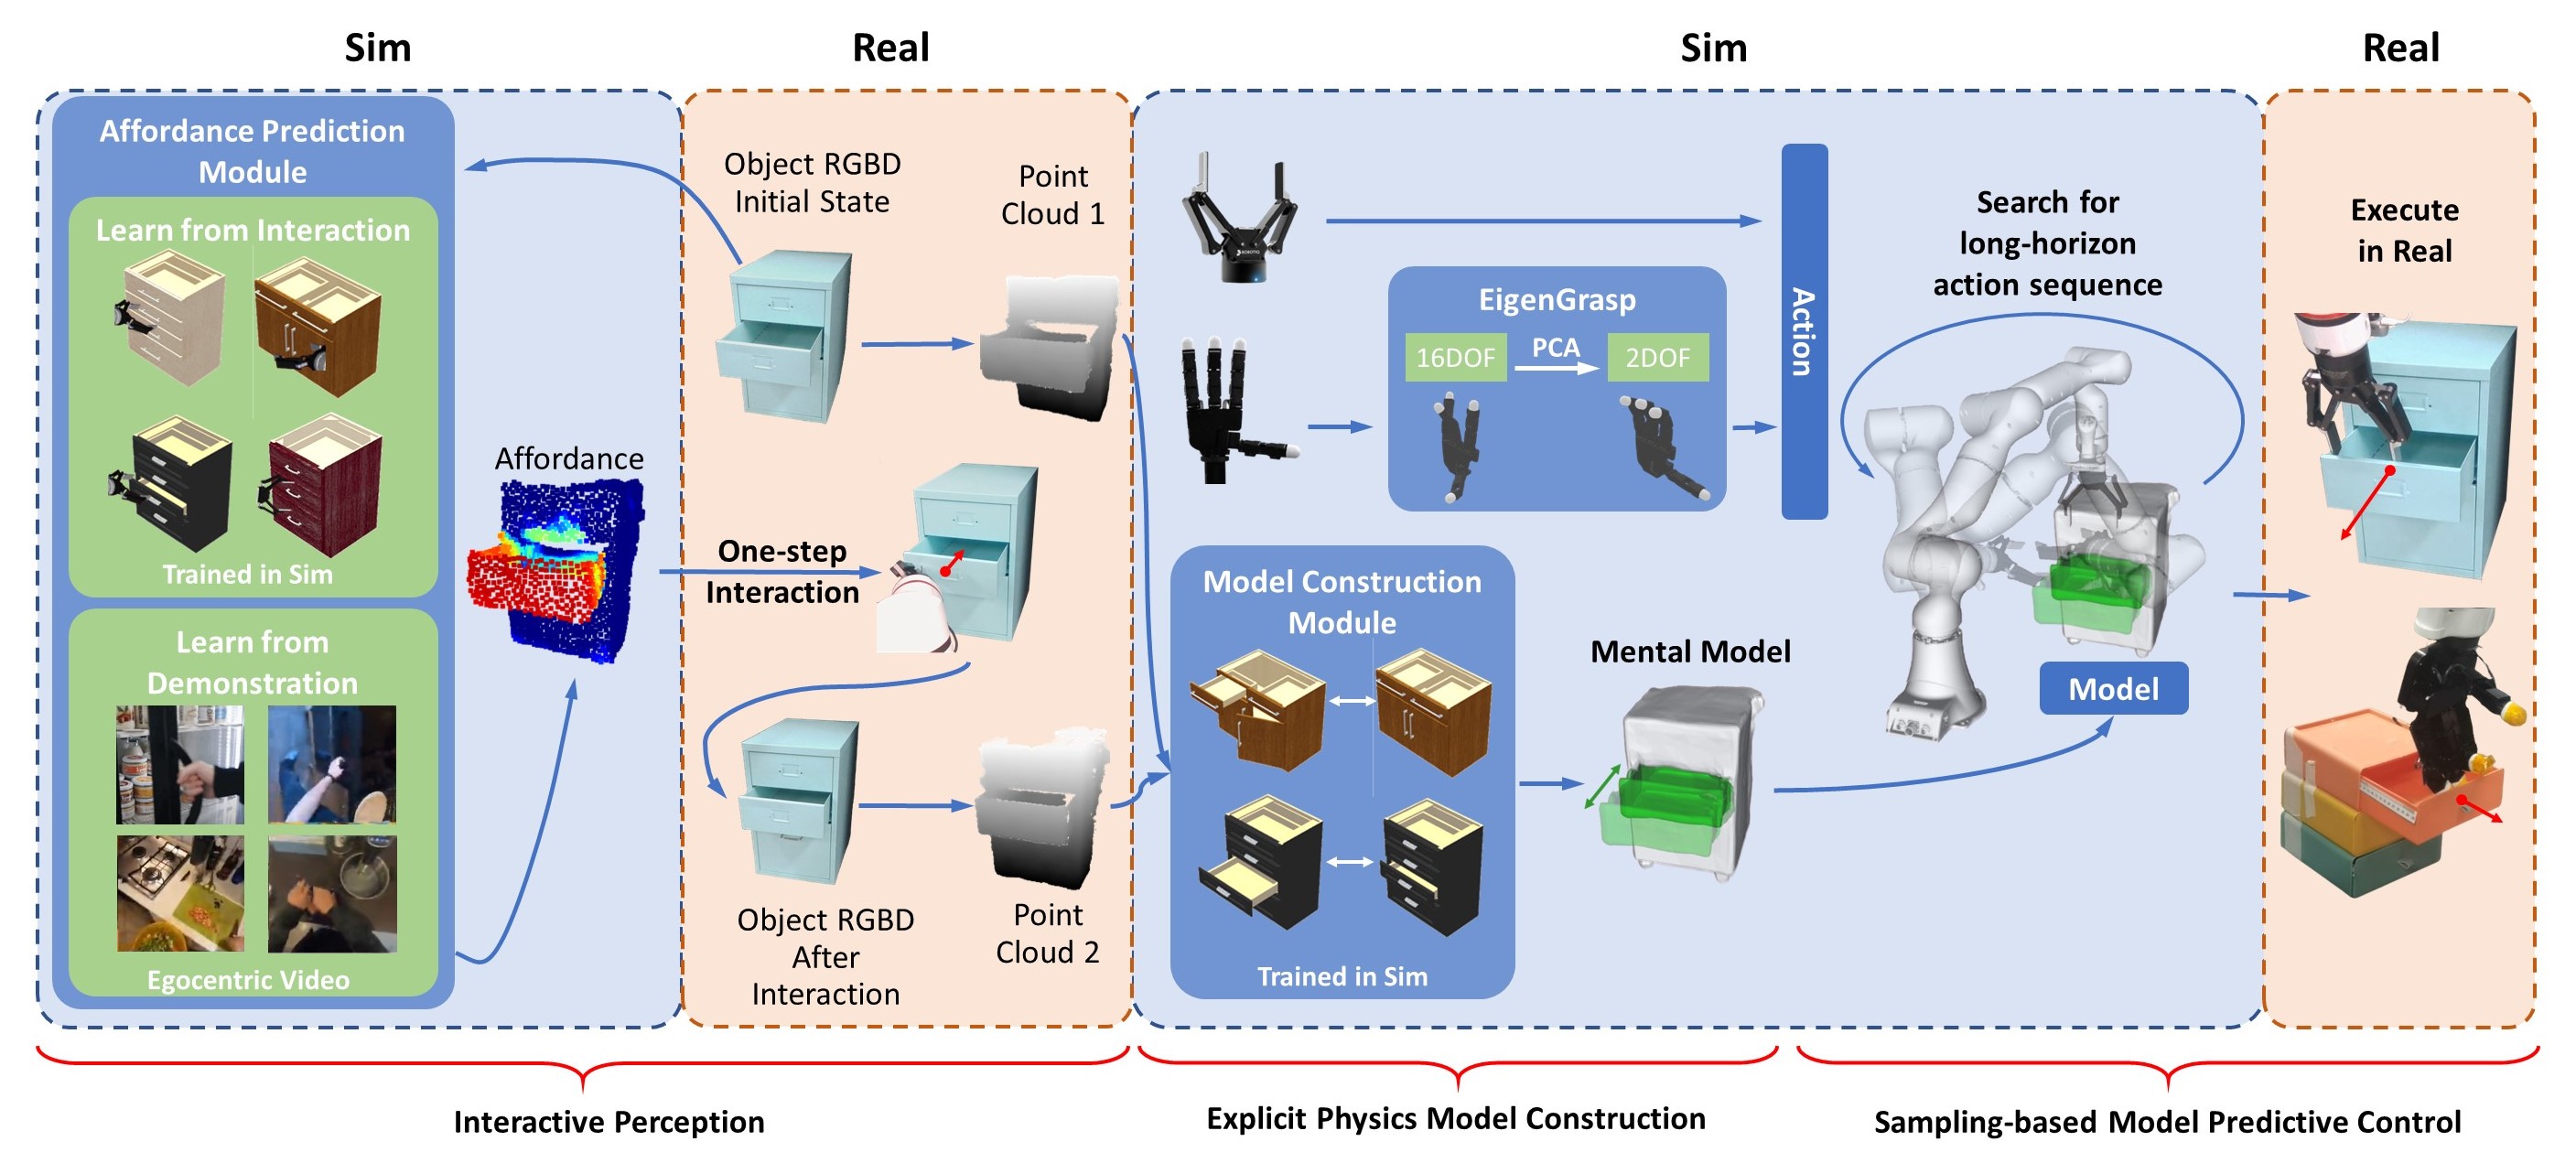 Sim
Real
Sim
Real
Affordance Prediction
Module
Learn from Interaction
Trained in Sim
Learn from
Demonstration
Egocentric Video
Affordance
Object RGBD
Initial State
Point
Cloud 1
One-step
Interaction
Object RGBD
After
Interaction
Point
Cloud 2
ROBOTIQ
EigenGrasp
16DOF
PCA
2DOF
Action
Model Construction
Module
Trained in Sim
Mental Model
Search for
long-horizon
action sequence
Model
Execute
in Real
Interactive Perception
Explicit Physics Model Construction
Sampling-based Model Predictive Control